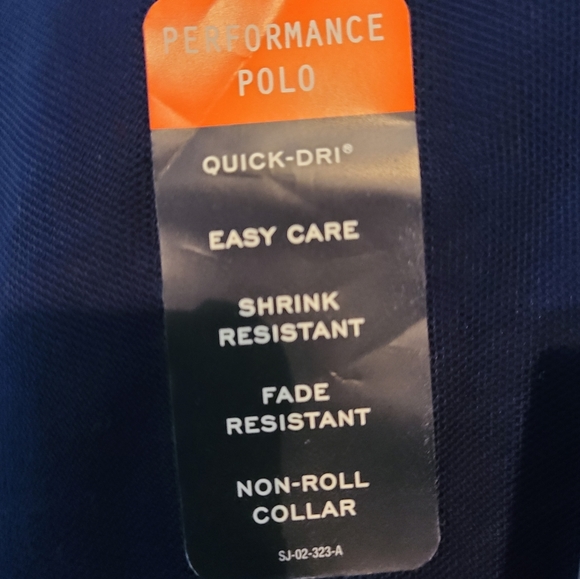 PERFORMANCE
POLO
QUICK-DRI®
EASY CARE
SHRINK
RESISTANT
FADE
RESISTANT
NON-ROLL
COLLAR
SJ-02-323-A